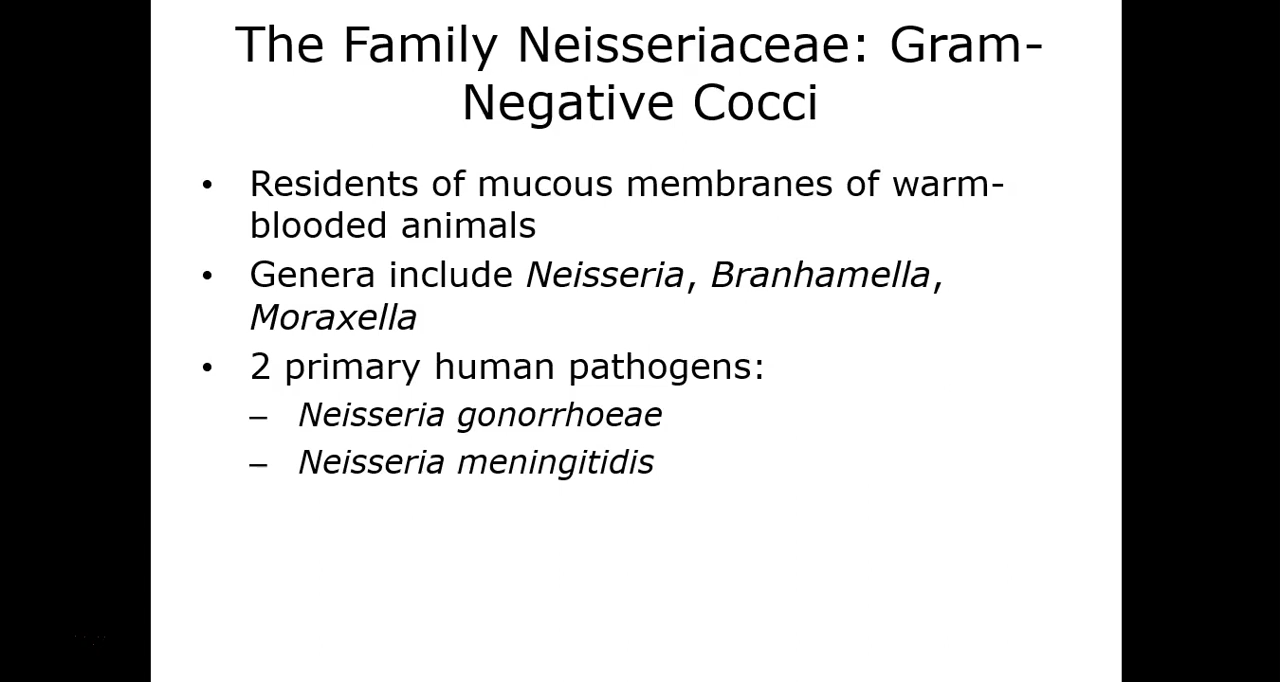 The Family Neisseriaceae: Gram-
Negative Cocci
• Residents of mucous membranes of warm-
blooded animals
• Genera include Neisseria, Branhamella,
Moraxella
• 2 primary human pathogens:
– Neisseria gonorrhoeae
– Neisseria meningitidis